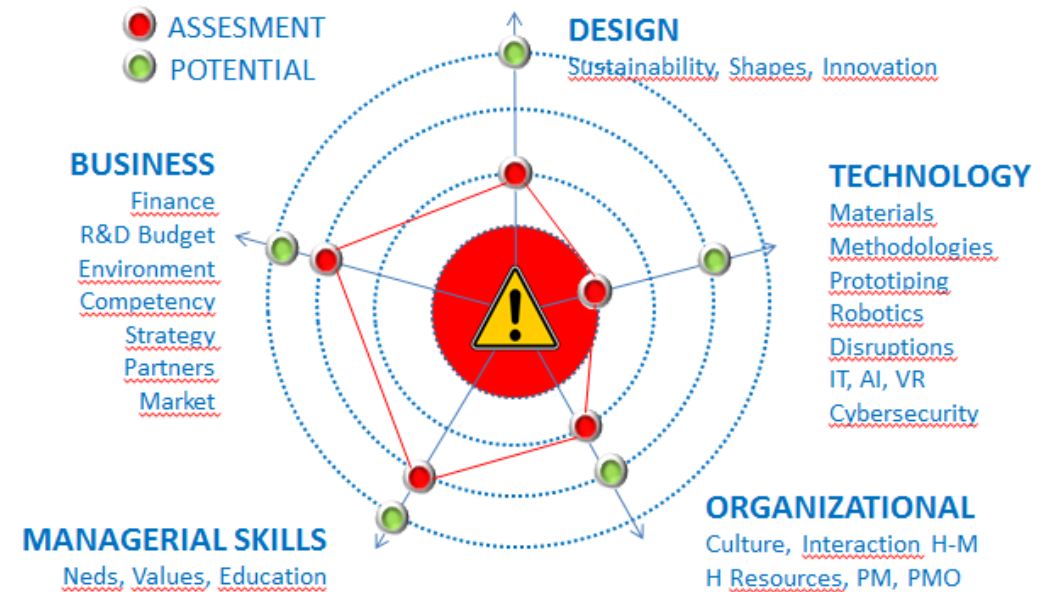 ASSESMENT
POTENTIAL
DESIGN
Sustainability, Shapes, Innovation
BUSINESS
Finance
R&D Budget
Environment
Competency
Strategy
Partners
Market
TECHNOLOGY
Materials
Methodologies
Prototiping
Robotics
Disruptions
IT, AI, VR
Cybersecurity
MANAGERIAL SKILLS
Neds, Values, Education
ORGANIZATIONAL
Culture, Interaction H-M
H Resources, PM, PMO